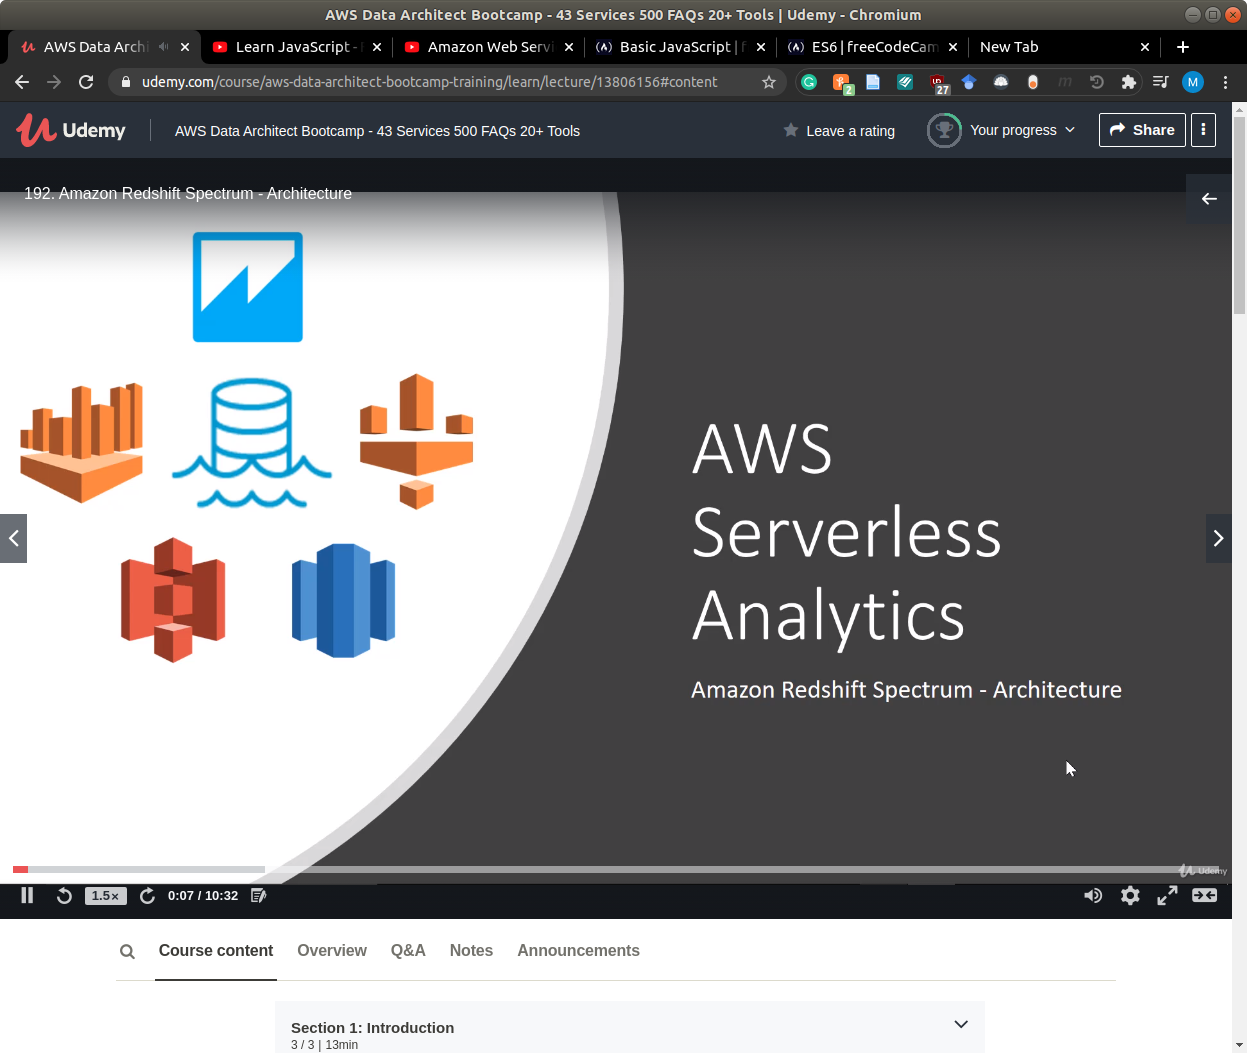 AWS Data Architect Bootcamp - 43 Services 500 FAQs 20+ Tools | Udemy - Chromium
AWS Data Archi
Learn JavaScript -
Amazon Web Servi
Basic JavaScript | f
ES6 | freeCodeCam
New Tab
udemy.com/course/aws-data-architect-bootcamp-training/learn/lecture/13806156#content
2
27
M
Udemy
AWS Data Architect Bootcamp - 43 Services 500 FAQs 20+ Tools
Leave a rating
Your progress
Share
192. Amazon Redshift Spectrum - Architecture
AWS
Serverless
Analytics
Amazon Redshift Spectrum - Architecture
Udemy
1.5×
0:07 / 10:32
Course content
Overview
Q&A
Notes
Announcements
Section 1: Introduction
3 / 3 | 13min